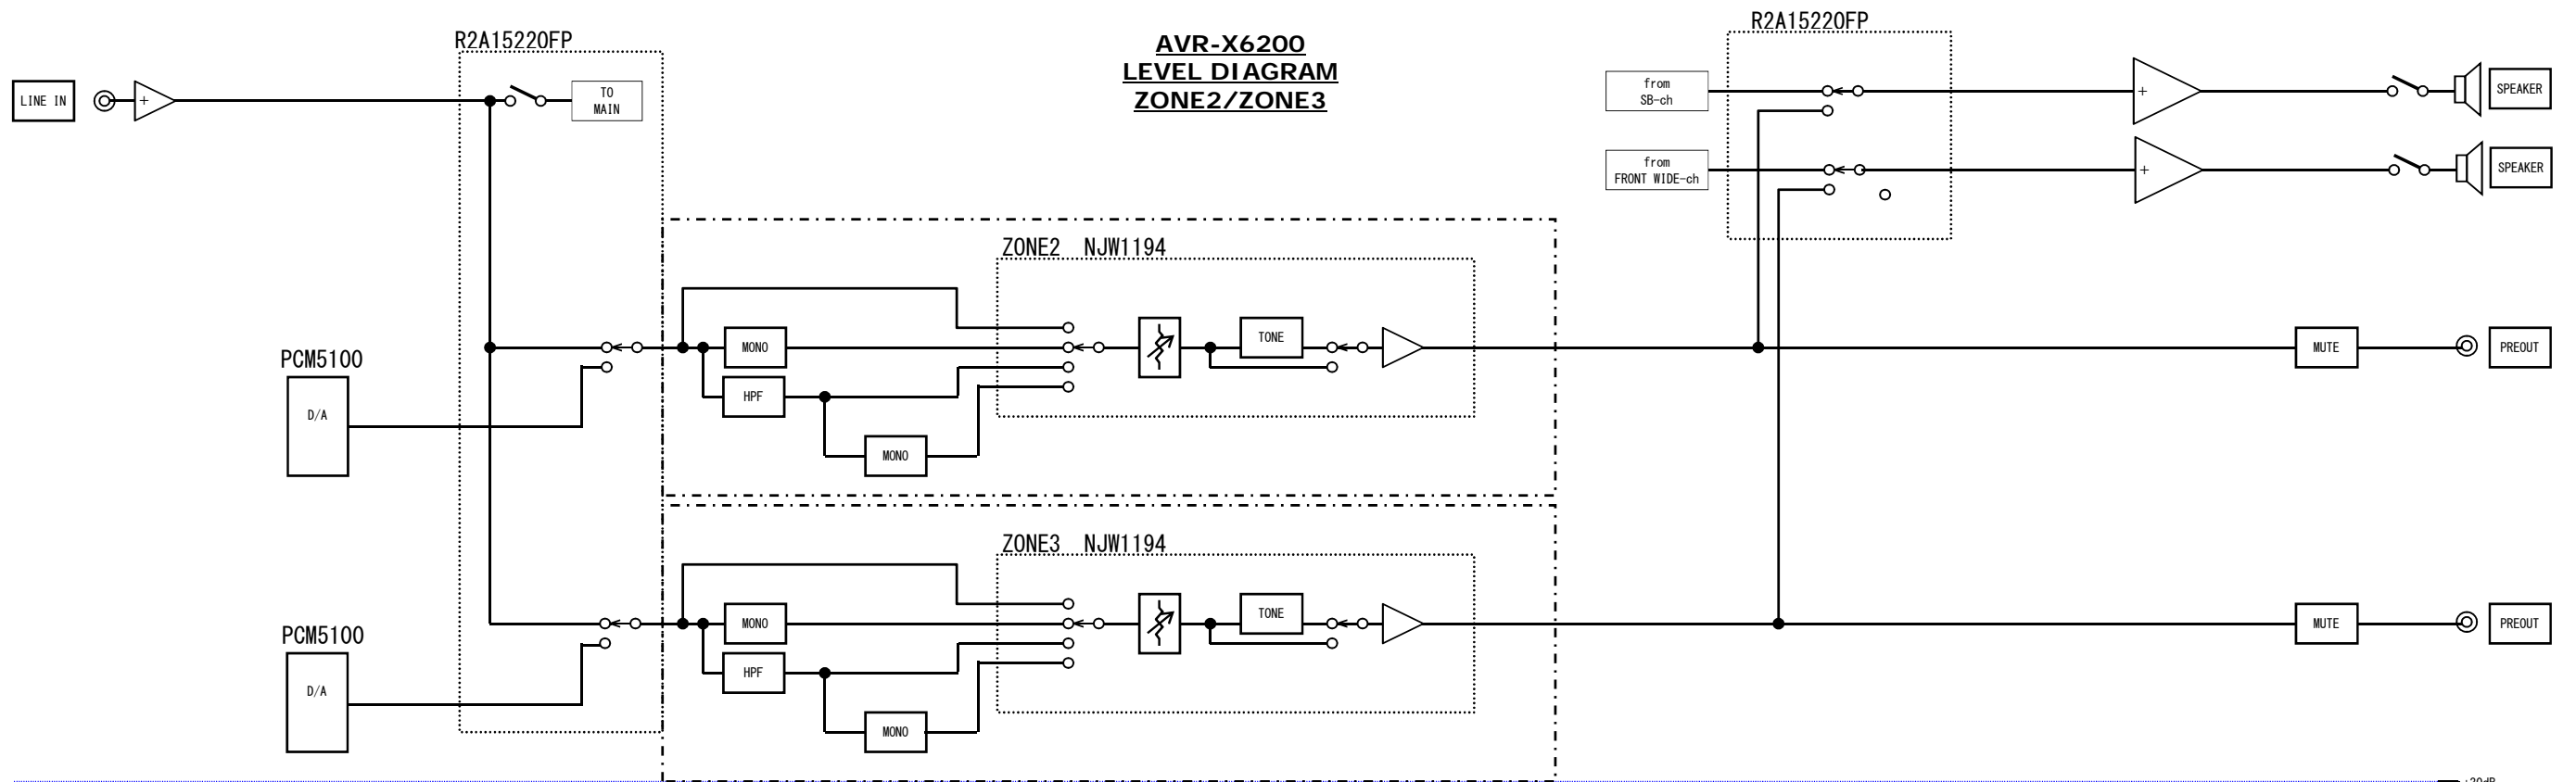 R2A15220FP
AVR-X6200
LEVEL DIAGRAM
ZONE2/ZONE3
R2A15220FP
LINE IN
+
TO
MAIN
from
SB-ch
+
SPEAKER
from
FRONT WIDE-ch
+
SPEAKER
ZONE2 NJW1194
PCM5100
D/A
MONO
HPF
MONO
TONE
MUTE
PREOUT
ZONE3 NJW1194
PCM5100
D/A
MONO
HPF
MONO
TONE
MUTE
PREOUT
+20dB